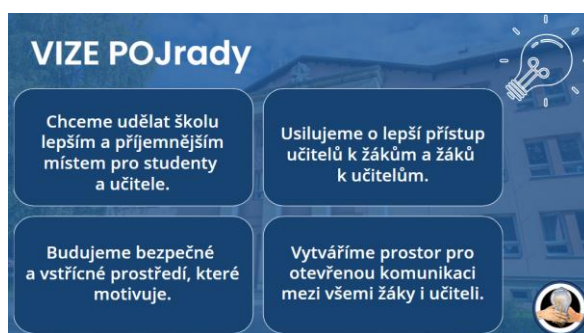 VIZE POJrady
Chceme udělat školu
lepším a příjemnějším
místem pro studenty
a učitele.
Usilujeme o lepší přístup
učitelů k žákům a žáků
k učitelům.
Budujeme bezpečné
a vstřícné prostředí, které
motivuje.
Vytváříme prostor pro
otevřenou komunikaci
mezi všemi žáky i učiteli.